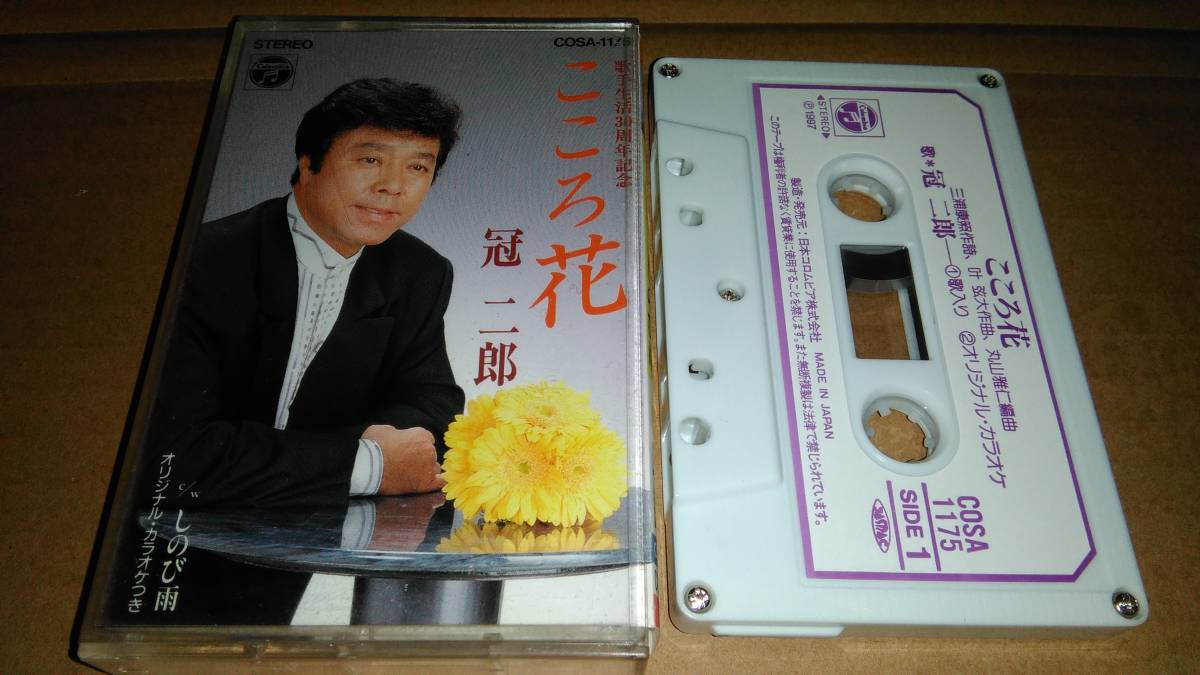 STEREO
COSA-1175
Columbia
歌手生活30周年記念
こころ花
冠 二郎
c/w しのび雨
オリジナル・カラオケつき
Columbia
◀STEREO▶
Ⓟ1997
こころ花
三浦康照作詩、叶 弦大作曲、丸山雅仁編曲
歌*冠 二郎——①歌入り ②オリジナル・カラオケ
製造・発売元:日本コロムビア株式会社 MADE IN JAPAN
このテープは権利者の許諾なく賃貸業に使用することを禁じます。また無断複製は法律で禁じられています。
COSA
1175
SIDE 1
JASRAC